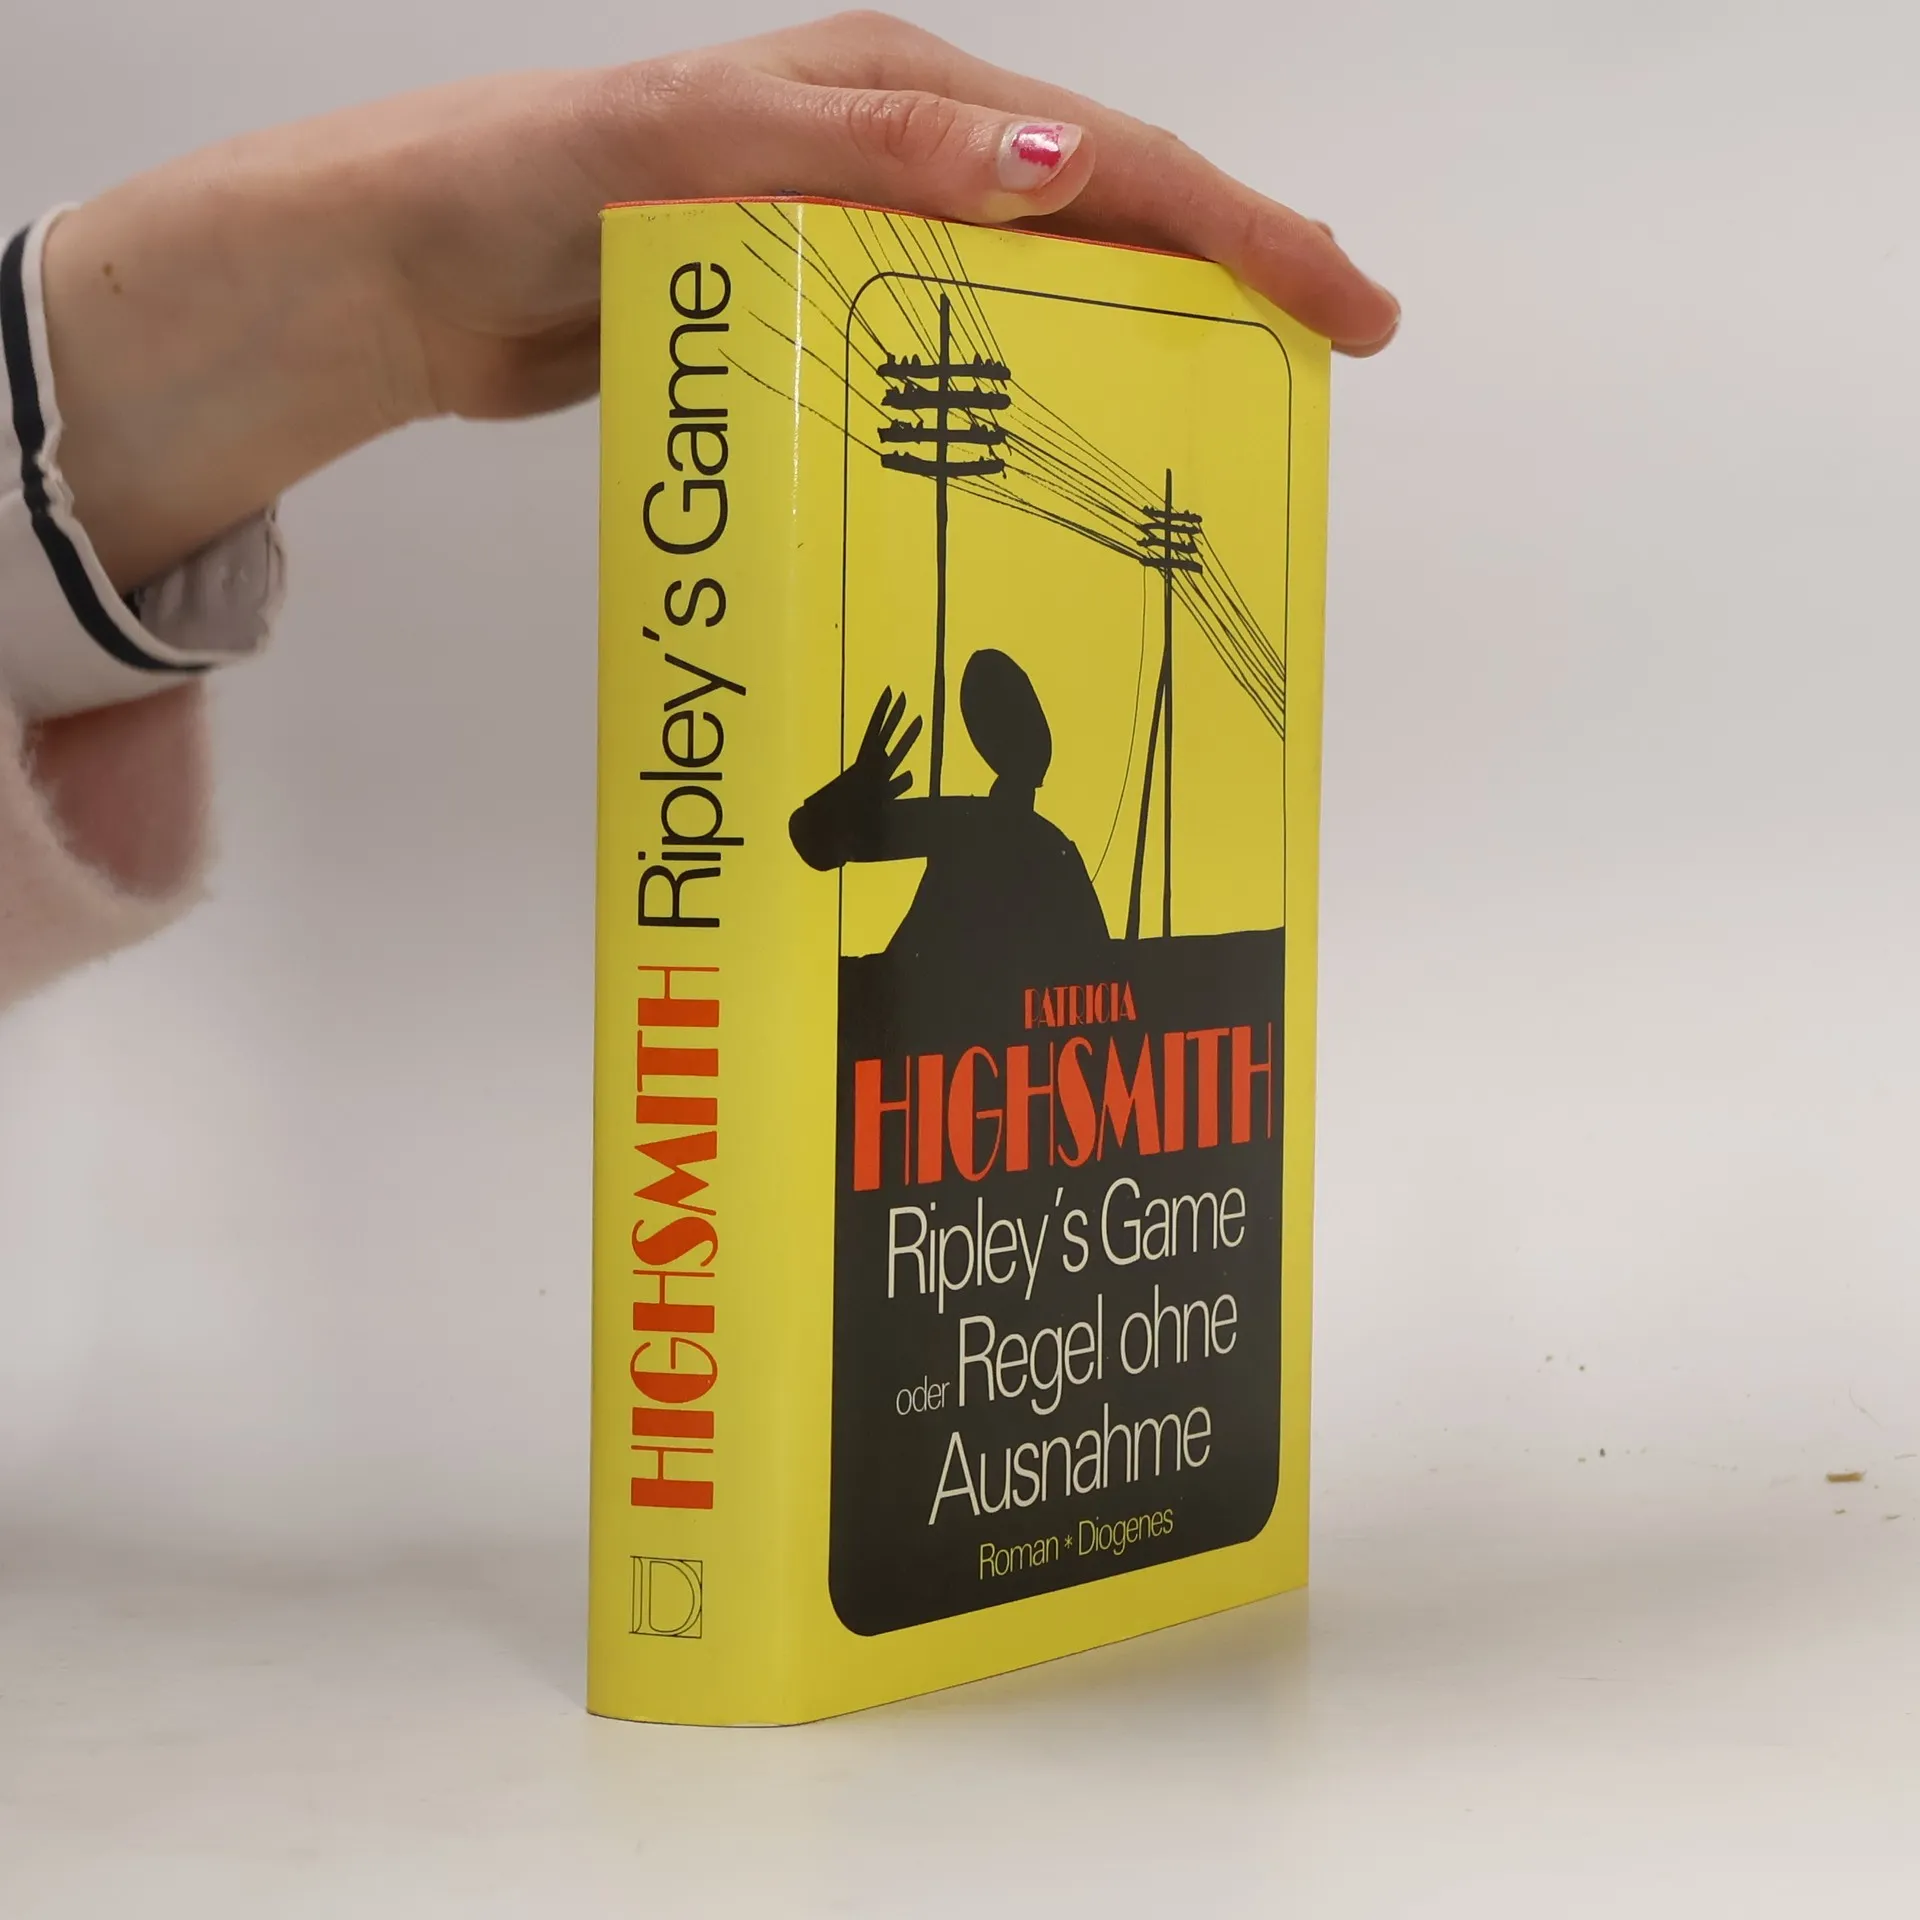 HIGHSMITH Ripley's Game
D
PATRICIA
HIGHSMITH
Ripley's Game
oder Regel ohne
Ausnahme
Roman * Diogenes